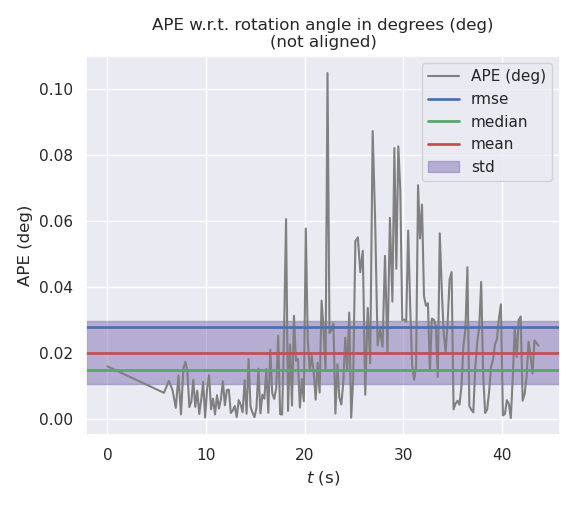 APE w.r.t. rotation angle in degrees (deg)
(not aligned)
APE (deg)
rmse
median
mean
std
APE (deg)
0.10
0.08
0.06
0.04
0.02
0.00
0 10 20 30 40
t (s)